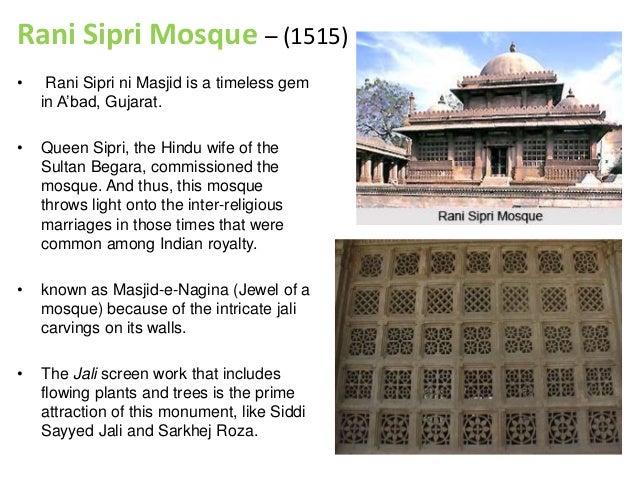 Rani Sipri Mosque – (1515)
• Rani Sipri ni Masjid is a timeless gem
in A’bad, Gujarat.
• Queen Sipri, the Hindu wife of the
Sultan Begara, commissioned the
mosque. And thus, this mosque
throws light onto the inter-religious
marriages in those times that were
common among Indian royalty.
• known as Masjid-e-Nagina (Jewel of a
mosque) because of the intricate jali
carvings on its walls.
• The Jali screen work that includes
flowing plants and trees is the prime
attraction of this monument, like Siddi
Sayyed Jali and Sarkhej Roza.
Rani Sipri Mosque